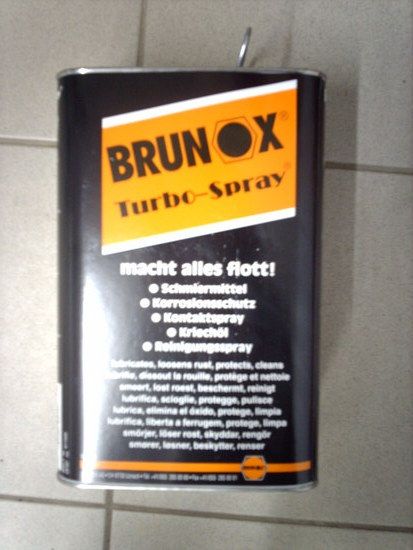 BRUNOX®
Turbo-Spray®
macht alles flott!
Schmiermittel
Korrosionsschutz
Kontaktspray
Kriechöl
Reinigungsspray
lubricates, loosens rust, protects, cleans
lubrifie, dissout la rouille, protège et nettoie
smeert, lost roest, beschermt, reinigt
lubrifica, scioglie, protegge, pulisce
lubrica, elimina el óxido, protege, limpia
lubrifica, liberta a ferrugem, protege, limpa
smörjer, löser rost, skyddar, rengör
smører, løsner, beskytter, renser